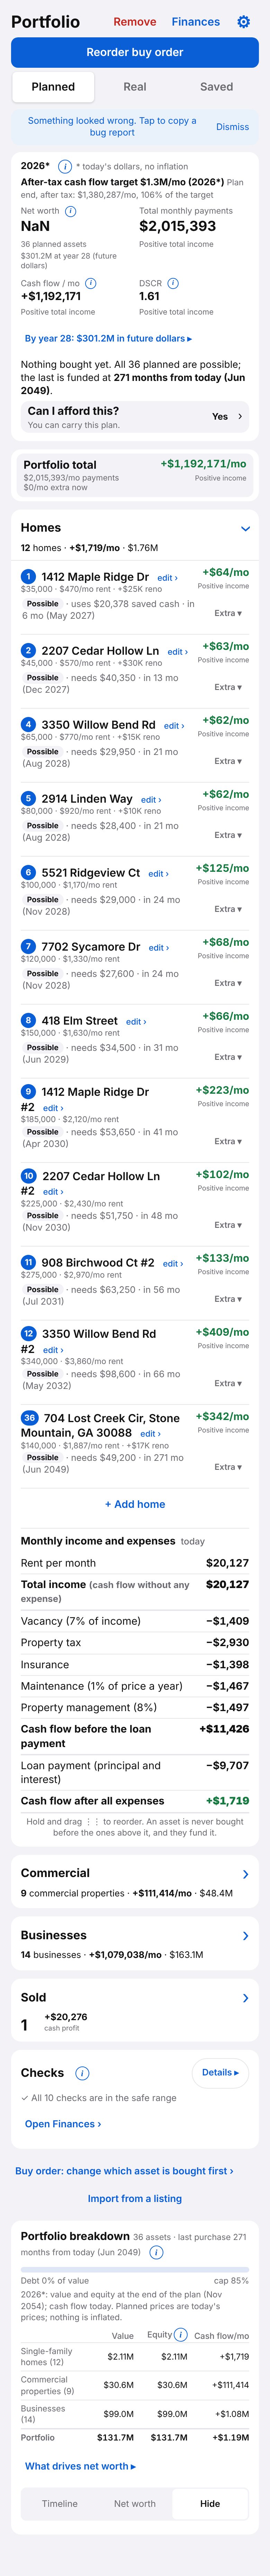 Portfolio Remove Finances
Reorder buy order
Planned Real Saved
Something looked wrong. Tap to copy a
bug report
Dismiss
2026* i * today's dollars, no inflation
After-tax cash flow target $1.3M/mo (2026*) Plan
end, after tax: $1,380,287/mo, 106% of the target
Net worth i Total monthly payments
NaN $2,015,393
36 planned assets Positive total income
$301.2M at year 28 (future
dollars)
Cash flow / mo i DSCR i
+$1,192,171 1.61
Positive total income Positive total income
By year 28: $301.2M in future dollars ▸
Nothing bought yet. All 36 planned are possible;
the last is funded at 271 months from today (Jun
2049).
Can I afford this?
You can carry this plan.
Yes ›
Portfolio total +$1,192,171/mo
$2,015,393/mo payments Positive income
$0/mo extra now
Homes
12 homes · +$1,719/mo · $1.76M
1 1412 Maple Ridge Dr edit › +$64/mo
$35,000 · $470/mo rent · +$25K reno Positive income
Possible · uses $20,378 saved cash · in
6 mo (May 2027) Extra ▾
2 2207 Cedar Hollow Ln edit › +$63/mo
$45,000 · $570/mo rent · +$30K reno Positive income
Possible · needs $40,350 · in 13 mo
(Dec 2027) Extra ▾
4 3350 Willow Bend Rd edit › +$62/mo
$65,000 · $770/mo rent · +$15K reno Positive income
Possible · needs $29,950 · in 21 mo
(Aug 2028) Extra ▾
5 2914 Linden Way edit › +$62/mo
$80,000 · $920/mo rent · +$10K reno Positive income
Possible · needs $28,400 · in 21 mo
(Aug 2028) Extra ▾
6 5521 Ridgeview Ct edit › +$125/mo
$100,000 · $1,170/mo rent Positive income
Possible · needs $29,000 · in 24 mo
(Nov 2028) Extra ▾
7 7702 Sycamore Dr edit › +$68/mo
$120,000 · $1,330/mo rent Positive income
Possible · needs $27,600 · in 24 mo
(Nov 2028) Extra ▾
8 418 Elm Street edit › +$66/mo
$150,000 · $1,630/mo rent Positive income
Possible · needs $34,500 · in 31 mo
(Jun 2029) Extra ▾
9 1412 Maple Ridge Dr +$223/mo
#2 edit › Positive income
$185,000 · $2,120/mo rent
Possible · needs $53,650 · in 41 mo
(Apr 2030) Extra ▾
10 2207 Cedar Hollow Ln +$102/mo
#2 edit › Positive income
$225,000 · $2,430/mo rent
Possible · needs $51,750 · in 48 mo
(Nov 2030) Extra ▾
11 908 Birchwood Ct #2 edit › +$133/mo
$275,000 · $2,970/mo rent Positive income
Possible · needs $63,250 · in 56 mo
(Jul 2031) Extra ▾
12 3350 Willow Bend Rd +$409/mo
#2 edit › Positive income
$340,000 · $3,860/mo rent
Possible · needs $98,600 · in 66 mo
(May 2032) Extra ▾
36 704 Lost Creek Cir, Stone +$342/mo
Mountain, GA 30088 edit › Positive income
$140,000 · $1,887/mo rent · +$17K reno
Possible · needs $49,200 · in 271 mo
(Jun 2049) Extra ▾
+ Add home
Monthly income and expenses today
Rent per month $20,127
Total income (cash flow without any $20,127
expense)
Vacancy (7% of income) −$1,409
Property tax −$2,930
Insurance −$1,398
Maintenance (1% of price a year) −$1,467
Property management (8%) −$1,497
Cash flow before the loan +$11,426
payment
Loan payment (principal and −$9,707
interest)
Cash flow after all expenses +$1,719
Hold and drag ⋮⋮ to reorder. An asset is never bought
before the ones above it, and they fund it.
Commercial ›
9 commercial properties · +$111,414/mo · $48.4M
Businesses ›
14 businesses · +$1,079,038/mo · $163.1M
Sold ›
1 +$20,276
cash profit
Checks i Details ▸
✓ All 10 checks are in the safe range
Open Finances ›
Buy order: change which asset is bought first ›
Import from a listing
Portfolio breakdown 36 assets · last purchase 271
months from today (Jun 2049) i
Debt 0% of value cap 85%
2026*: value and equity at the end of the plan (Nov
2054); cash flow today. Planned prices are today's
prices; nothing is inflated.
Value Equity i Cash flow/mo
Single-family
homes (12) $2.11M $2.11M +$1,719
Commercial
properties (9) $30.6M $30.6M +$111,414
Businesses
(14) $99.0M $99.0M +$1.08M
Portfolio $131.7M $131.7M +$1.19M
What drives net worth ▸
Timeline Net worth Hide